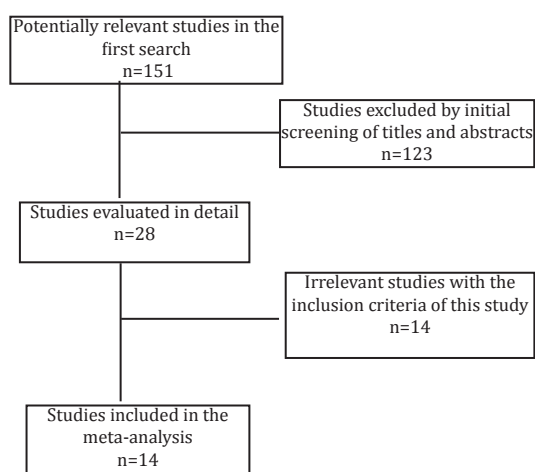 Potentially relevant studies in the
first search
n=151
Studies excluded by initial
screening of titles and abstracts
n=123
Studies evaluated in detail
n=28
Irrelevant studies with the
inclusion criteria of this study
n=14
Studies included in the
meta-analysis
n=14